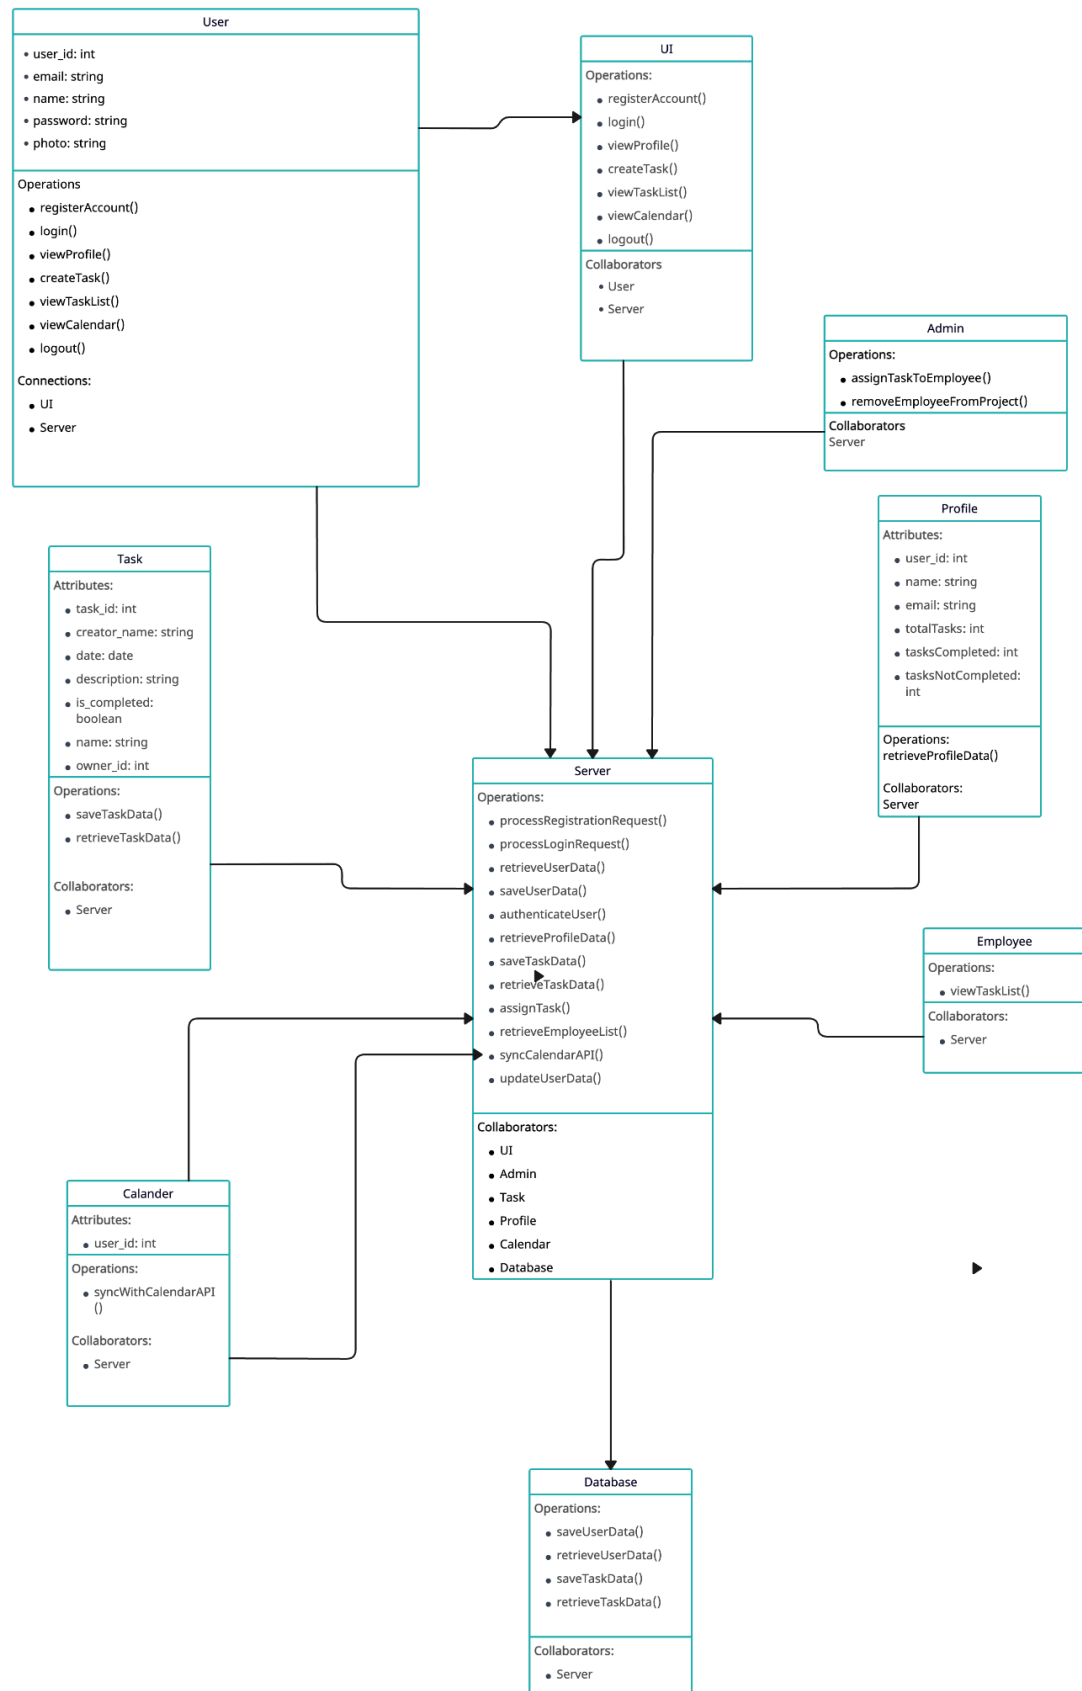 User
user_id: int
email: string
name: string
password: string
photo: string
Operations
registerAccount()
login()
viewProfile()
createTask()
viewTaskList()
viewCalendar()
logout()
Connections:
UI
Server
UI
Operations:
registerAccount()
login()
viewProfile()
createTask()
viewTaskList()
viewCalendar()
logout()
Collaborators
User
Server
Admin
Operations:
assignTaskToEmployee()
removeEmployeeFromProject()
Collaborators
Server
Profile
Attributes:
user_id: int
name: string
email: string
totalTasks: int
tasksCompleted: int
tasksNotCompleted:
int
Operations:
retrieveProfileData()
Collaborators:
Server
Task
Attributes:
task_id: int
creator_name: string
date: date
description: string
is_completed:
boolean
name: string
owner_id: int
Operations:
saveTaskData()
retrieveTaskData()
Collaborators:
Server
Server
Operations:
processRegistrationRequest()
processLoginRequest()
retrieveUserData()
saveUserData()
authenticateUser()
retrieveProfileData()
saveTaskData()
retrieveTaskData()
assignTask()
retrieveEmployeeList()
syncCalendarAPI()
updateUserData()
Collaborators:
UI
Admin
Task
Profile
Calendar
Database
Employee
Operations:
viewTaskList()
Collaborators:
Server
Calander
Attributes:
user_id: int
Operations:
syncWithCalendarAPI
()
Collaborators:
Server
Database
Operations:
saveUserData()
retrieveUserData()
saveTaskData()
retrieveTaskData()
Collaborators:
Server